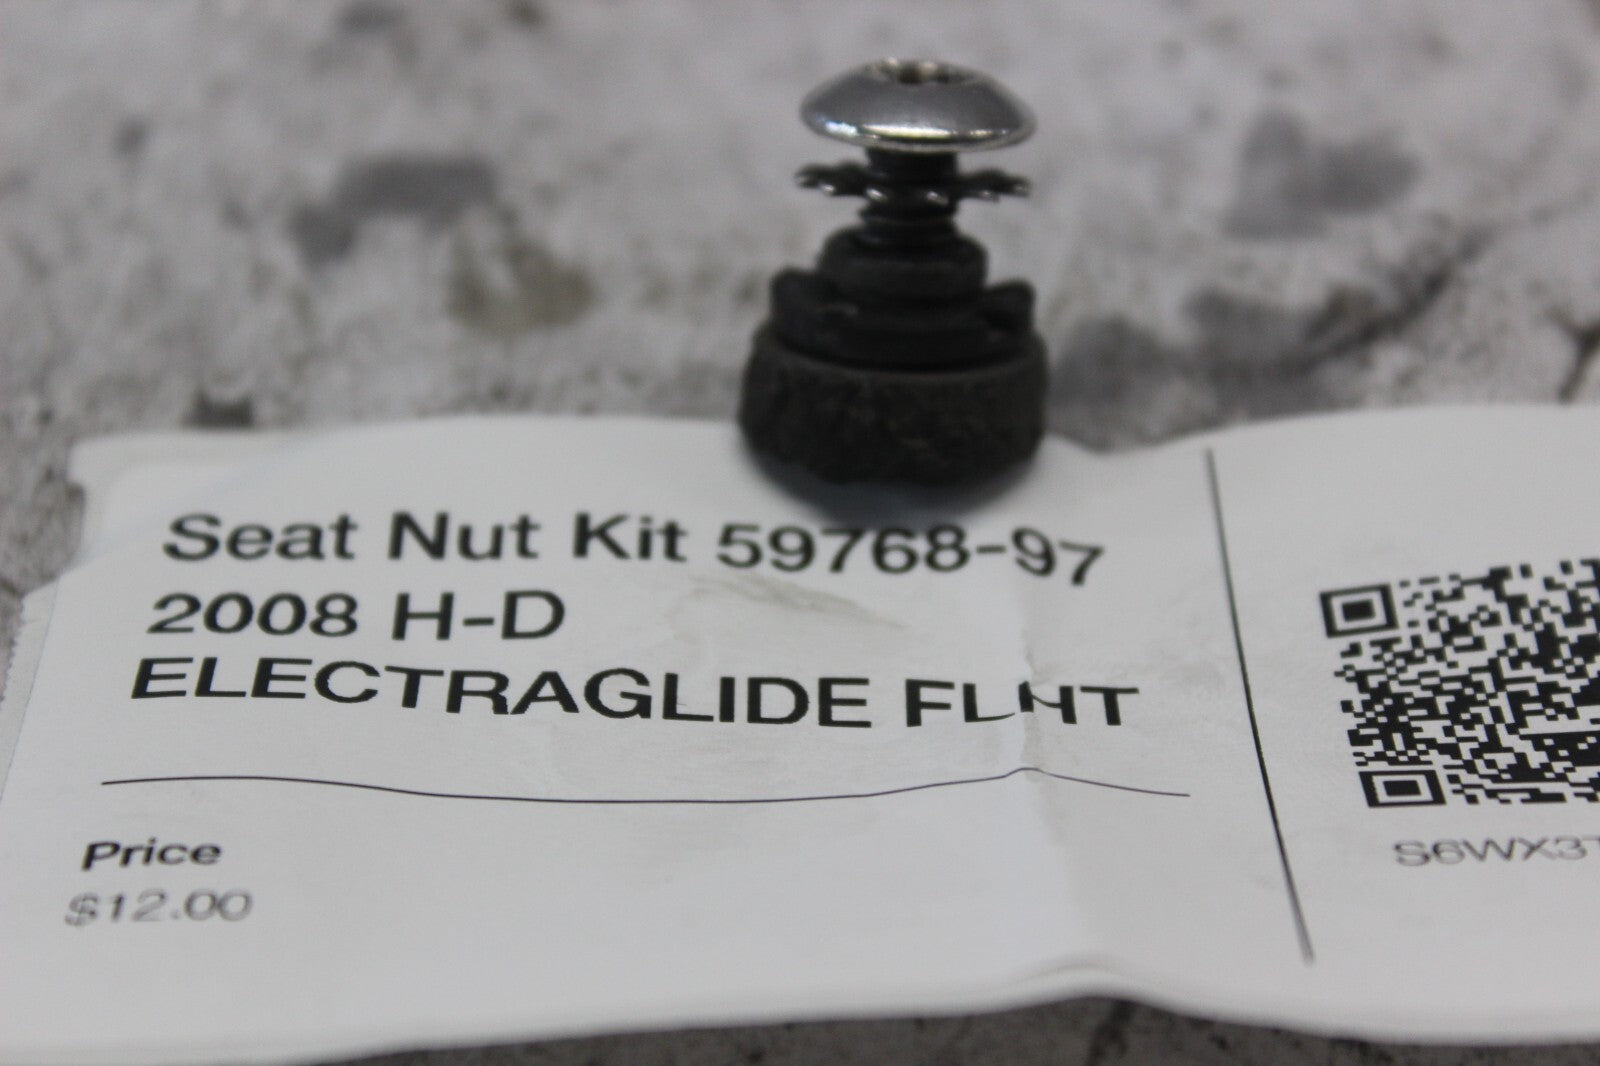 Seat Nut Kit 59768-97
2008 H-D
ELECTRAGLIDE FLHT
Price
$12.00